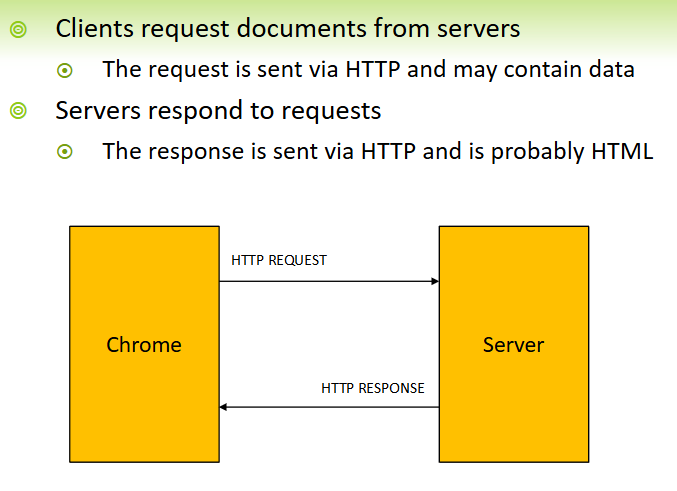 Clients request documents from servers
The request is sent via HTTP and may contain data
Servers respond to requests
The response is sent via HTTP and is probably HTML
HTTP REQUEST
Chrome
Server
HTTP RESPONSE